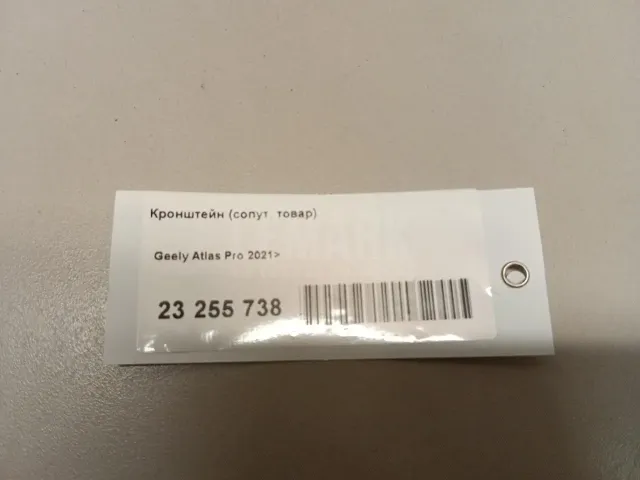 Кронштейн (сопут товар)
Geely Atlas Pro 2021>
23 255 738